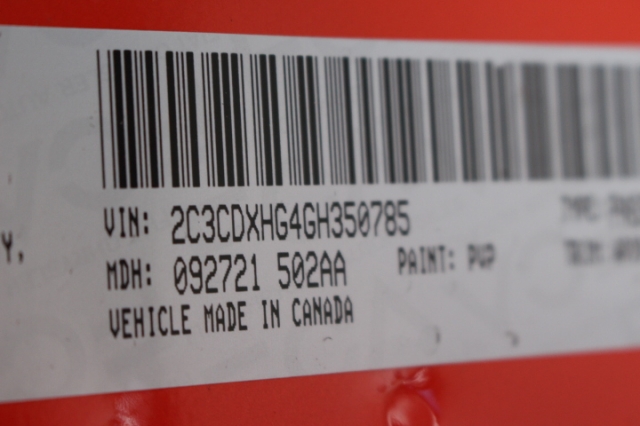 VIN: 2C3CDXHG4GH350785
Y,
MDH: 092721 502AA PAINT: PVP
VEHICLE MADE IN CANADA